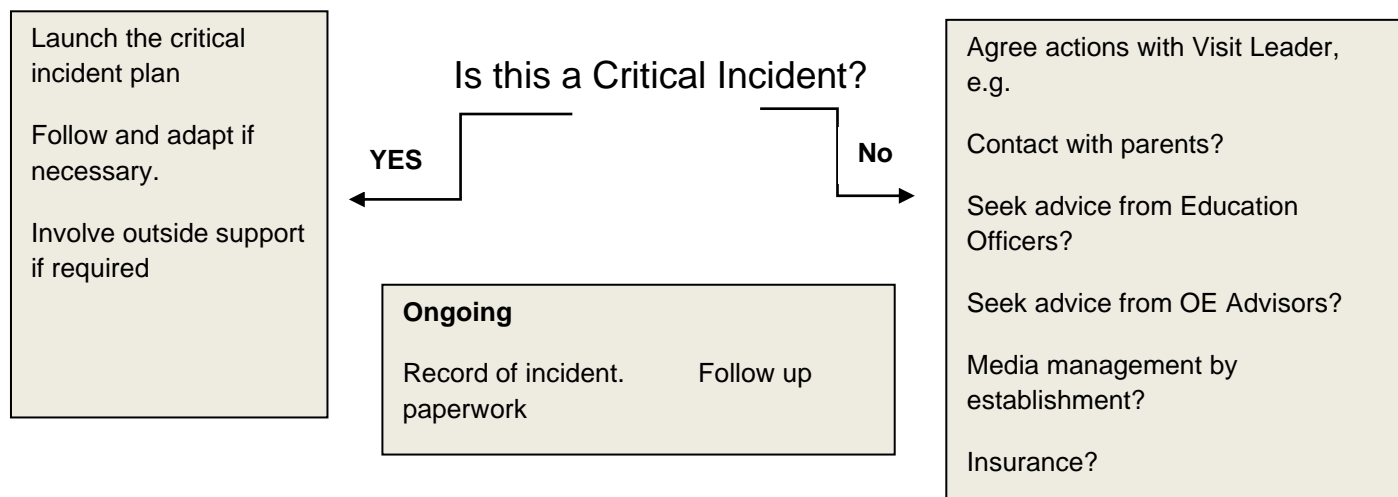 Launch the critical
incident plan
Follow and adapt if
necessary.
Involve outside support
if required
Is this a Critical Incident?
YES
No
Ongoing
Record of incident. Follow up
paperwork
Agree actions with Visit Leader,
e.g.
Contact with parents?
Seek advice from Education
Officers?
Seek advice from OE Advisors?
Media management by
establishment?
Insurance?